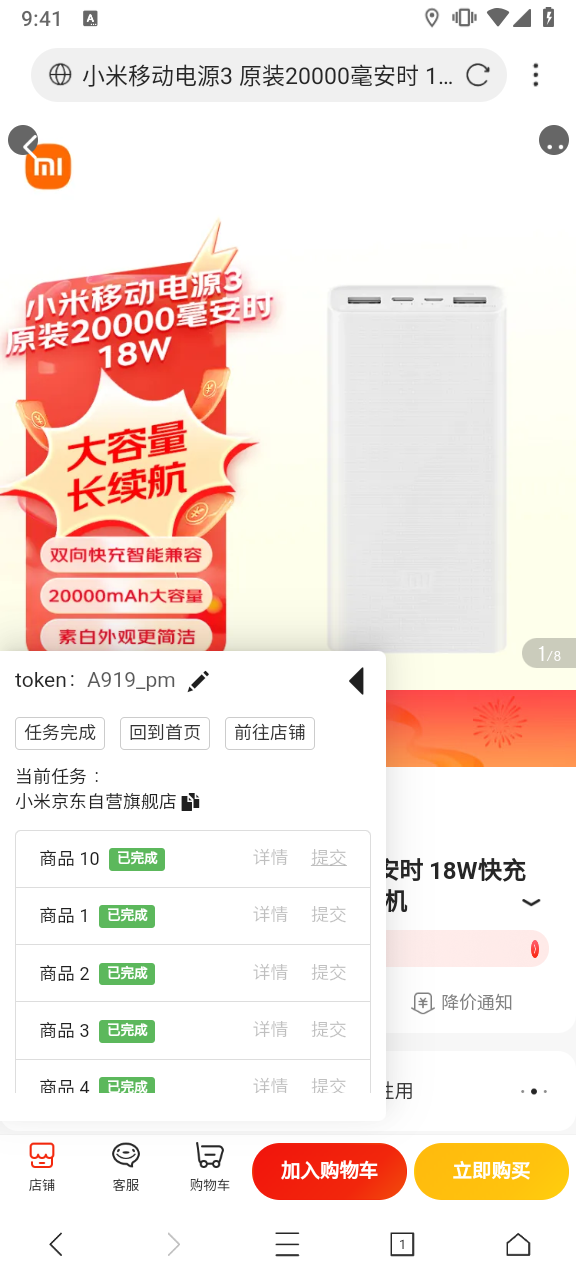 9:41
A
小米移动电源3 原装20000毫安时 1...
mi
小米移动电源3
原装20000毫安时
18W
大容量
长续航
双向快充智能兼容
20000mAh大容量
素白外观更简洁
1/8
token: A919_pm
任务完成 回到首页 前往店铺
当前任务：
小米京东自营旗舰店
商品 10 已完成 详情 提交
商品 1 已完成 详情 提交
商品 2 已完成 详情 提交
商品 3 已完成 详情 提交
商品 4 已完成 详情 提交
安时 18W快充
机
降价通知
性用
店铺 客服 购物车 加入购物车 立即购买
1